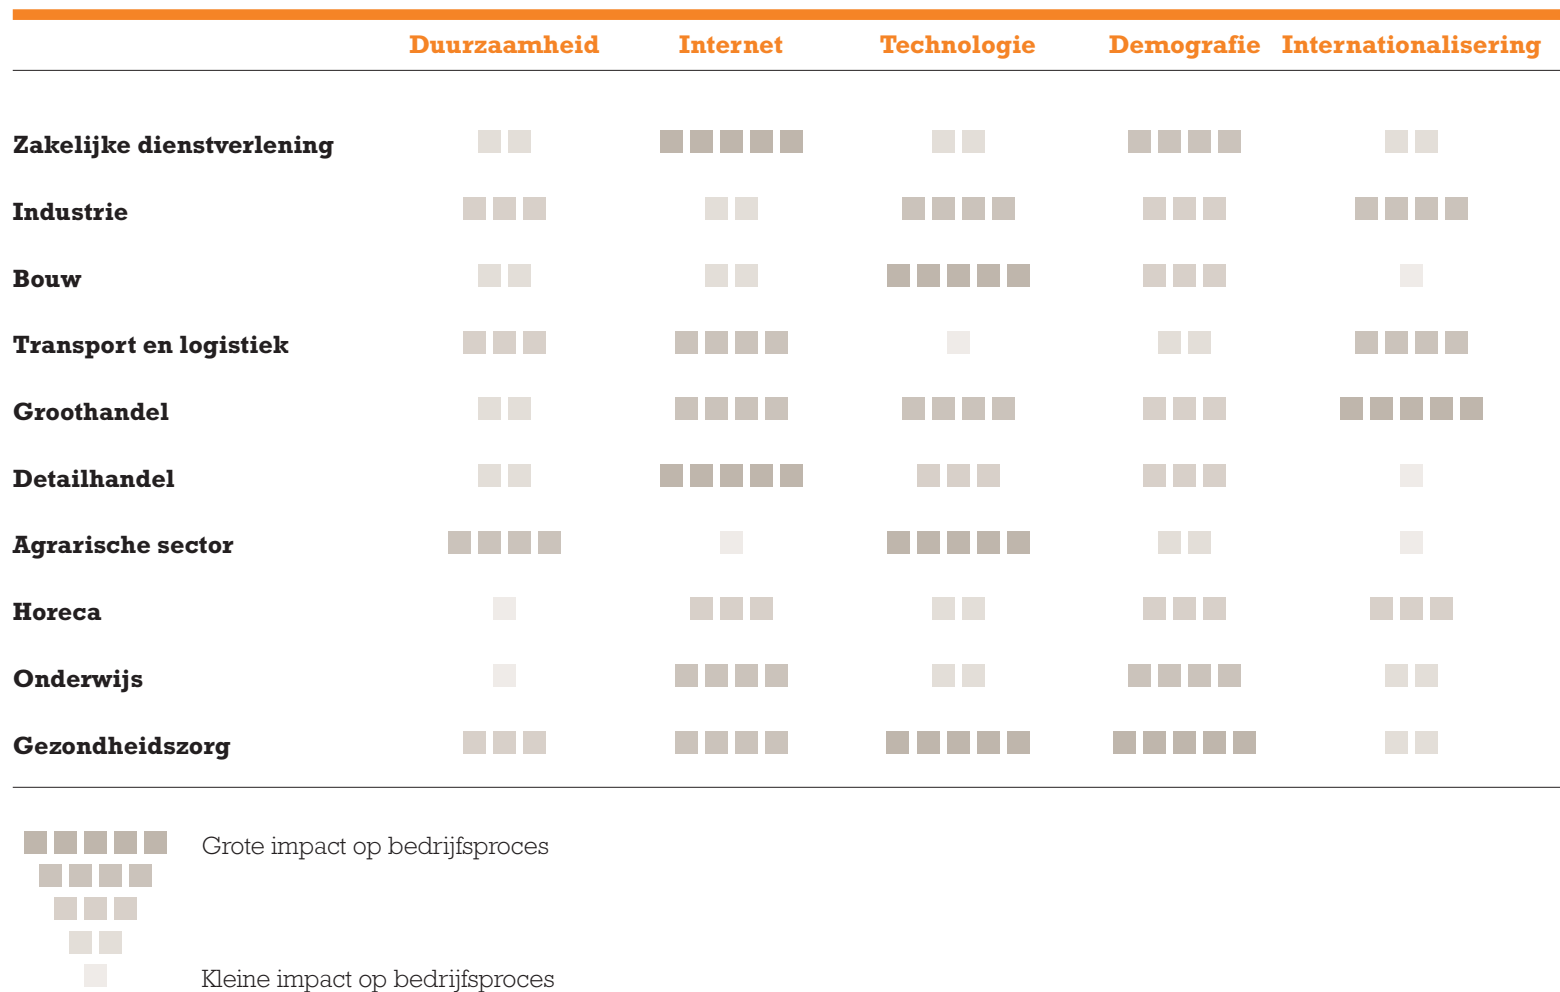 Duurzaamheid Internet Technologie Demografie Internationalisering
Zakelijke dienstverlening
Industrie
Bouw
Transport en logistiek
Groothandel
Detailhandel
Agrarische sector
Horeca
Onderwijs
Gezondheidszorg
Grote impact op bedrijfsproces
Kleine impact op bedrijfsproces